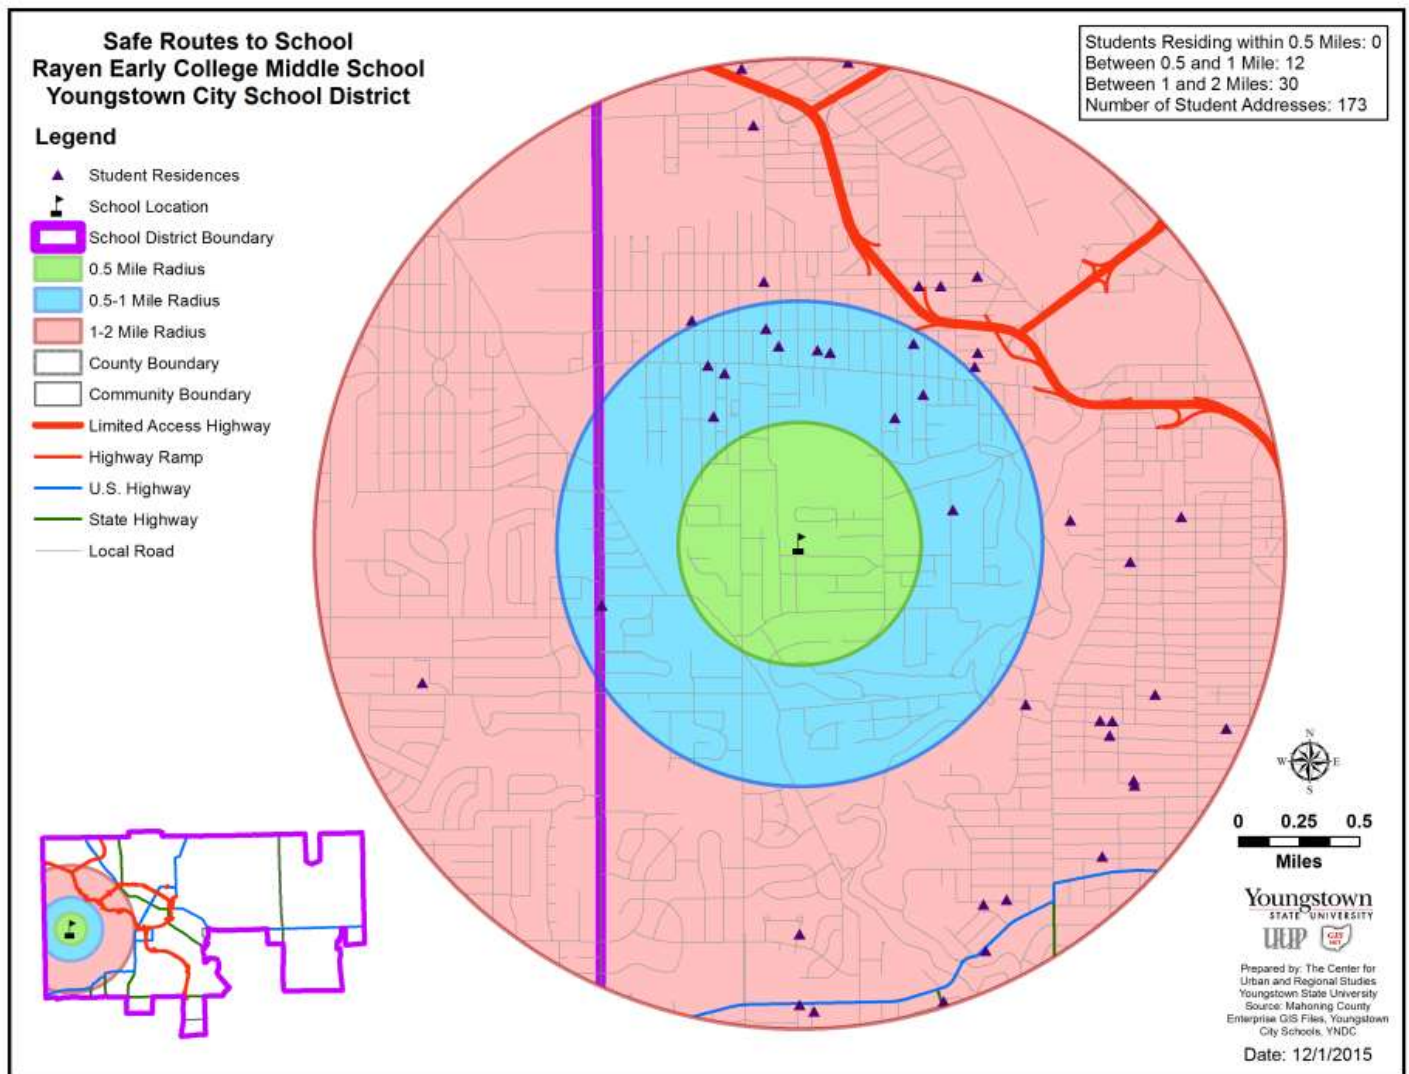 Safe Routes to School
Rayen Early College Middle School
Youngstown City School District
Legend
Student Residences
School Location
School District Boundary
0.5 Mile Radius
0.5-1 Mile Radius
1-2 Mile Radius
County Boundary
Community Boundary
Limited Access Highway
Highway Ramp
U.S. Highway
State Highway
Local Road
Students Residing within 0.5 Miles: 0
Between 0.5 and 1 Mile: 12
Between 1 and 2 Miles: 30
Number of Student Addresses: 173
N
W E
S
0 0.25 0.5
Miles
Youngstown
STATE UNIVERSITY
Prepared by: The Center for
Urban and Regional Studies
Youngstown State University
Source: Mahoning County
Enterprise GIS Files, Youngstown
City Schools, YNDC
Date: 12/1/2015